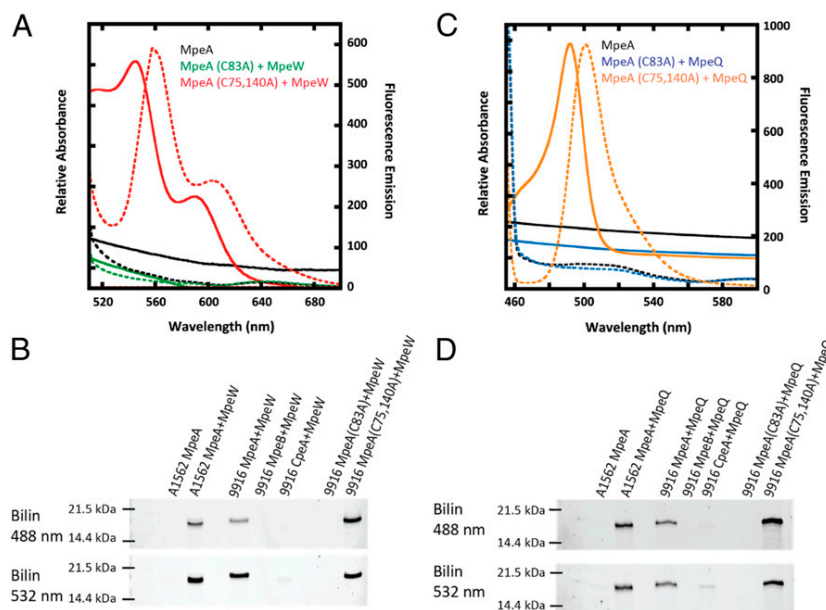 A
MpeA
MpeA (C83A) + MpeW
MpeA (C75,140A) + MpeW
Relative Absorbance
Fluorescence Emission
600
500
400
300
200
100
0
520
560
600
640
680
Wavelength (nm)
C
MpeA
MpeA (C83A) + MpeQ
MpeA (C75,140A) + MpeQ
Relative Absorbance
Fluorescence Emission
1000
800
600
400
200
0
460
500
540
580
Wavelength (nm)
B
A1562 MpeA
A1562 MpeA+MpeW
9916 MpeA+MpeW
9916 MpeB+MpeW
9916 CpeA+MpeW
9916 MpeA(C83A)+MpeW
9916 MpeA(C75,140A)+MpeW
Bilin
488 nm
21.5 kDa
14.4 kDa
Bilin
532 nm
21.5 kDa
14.4 kDa
D
A1562 MpeA
A1562 MpeA+MpeQ
9916 MpeA+MpeQ
9916 MpeB+MpeQ
9916 CpeA+MpeQ
9916 MpeA(C83A)+MpeQ
9916 MpeA(C75,140A)+MpeQ
Bilin
488 nm
21.5 kDa
14.4 kDa
Bilin
532 nm
21.5 kDa
14.4 kDa